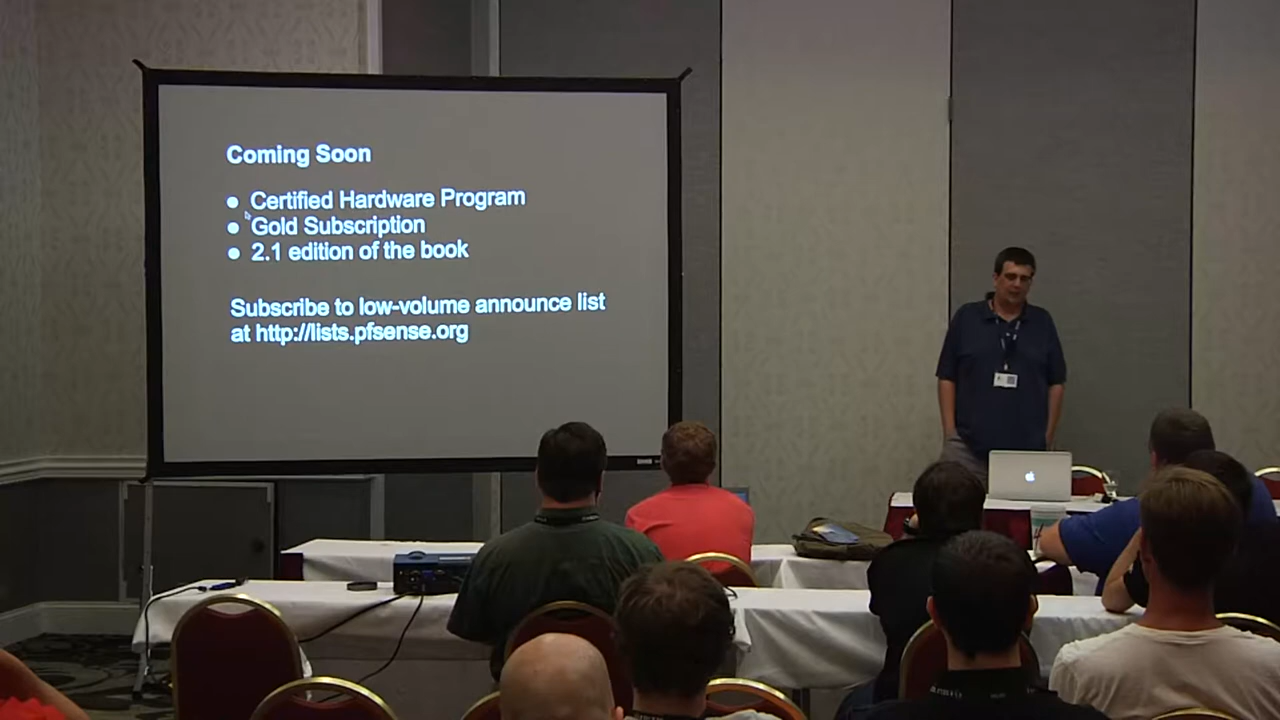 Coming Soon
Certified Hardware Program
Gold Subscription
2.1 edition of the book
Subscribe to low-volume announce list
at http://lists.pfsense.org